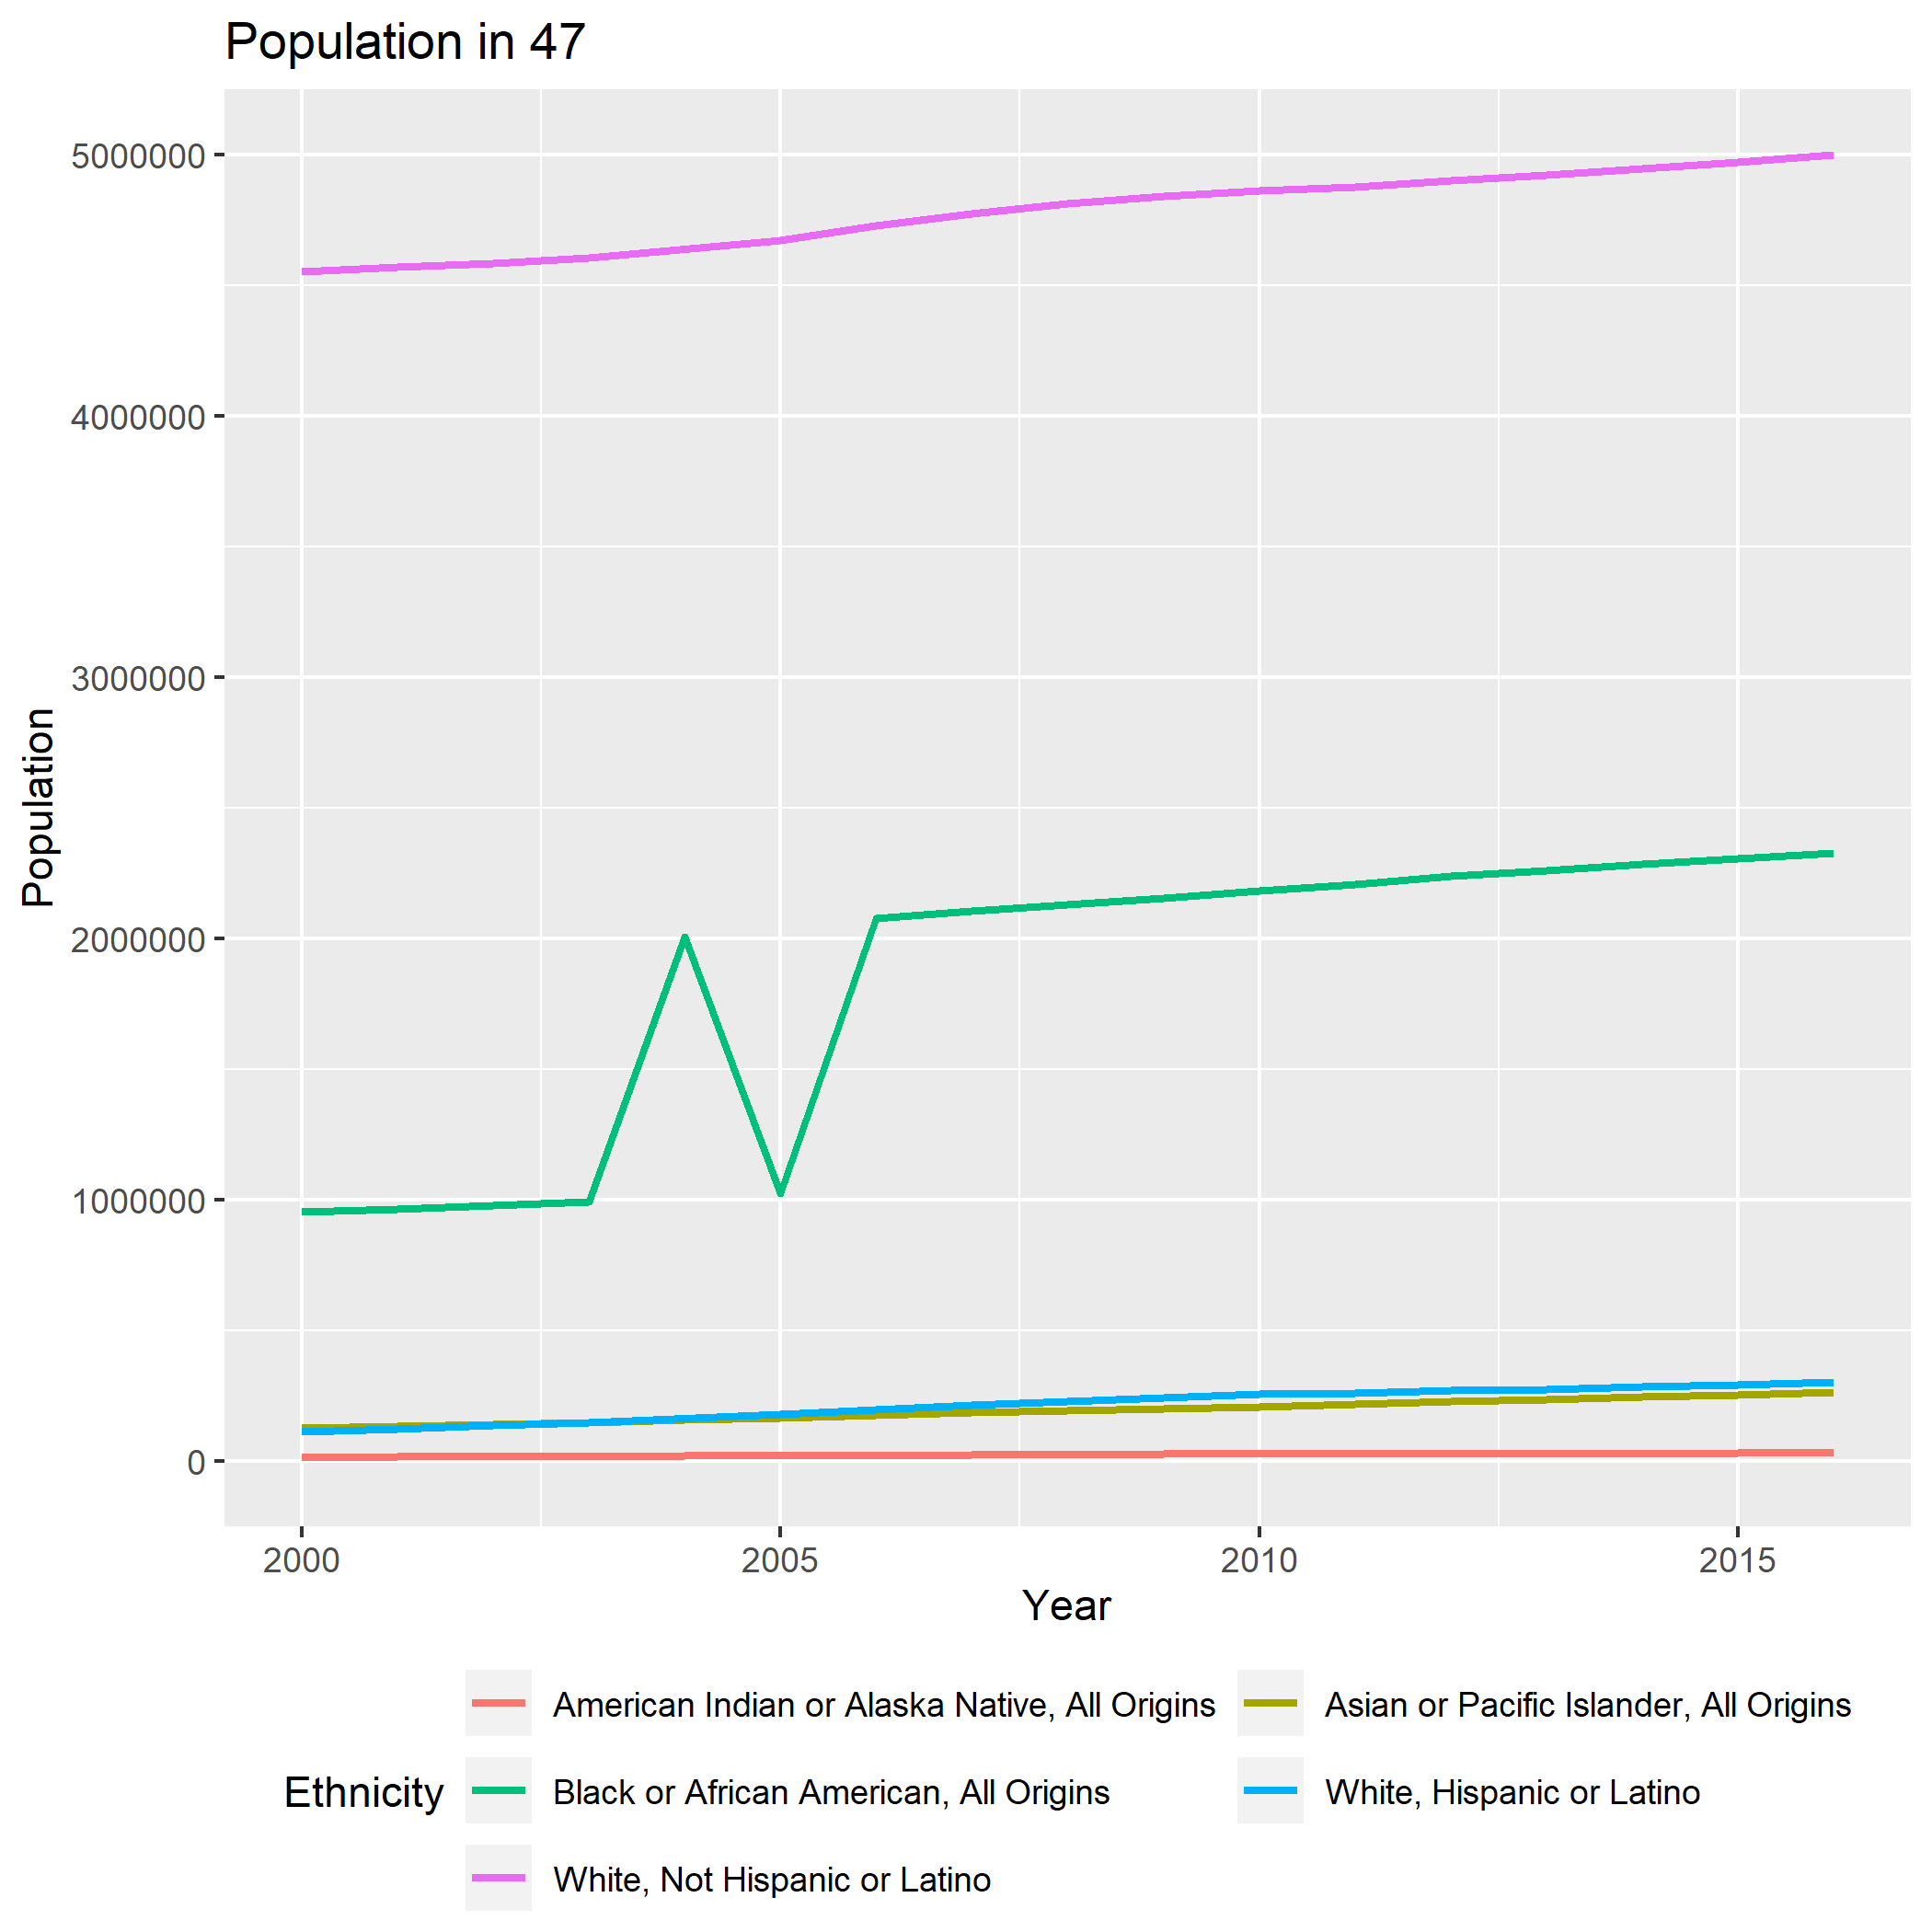 Population in 47
5000000
4000000
3000000
2000000
1000000
0
Population
2000 2005 2010 2015
Year
Ethnicity
American Indian or Alaska Native, All Origins
Asian or Pacific Islander, All Origins
Black or African American, All Origins
White, Hispanic or Latino
White, Not Hispanic or Latino